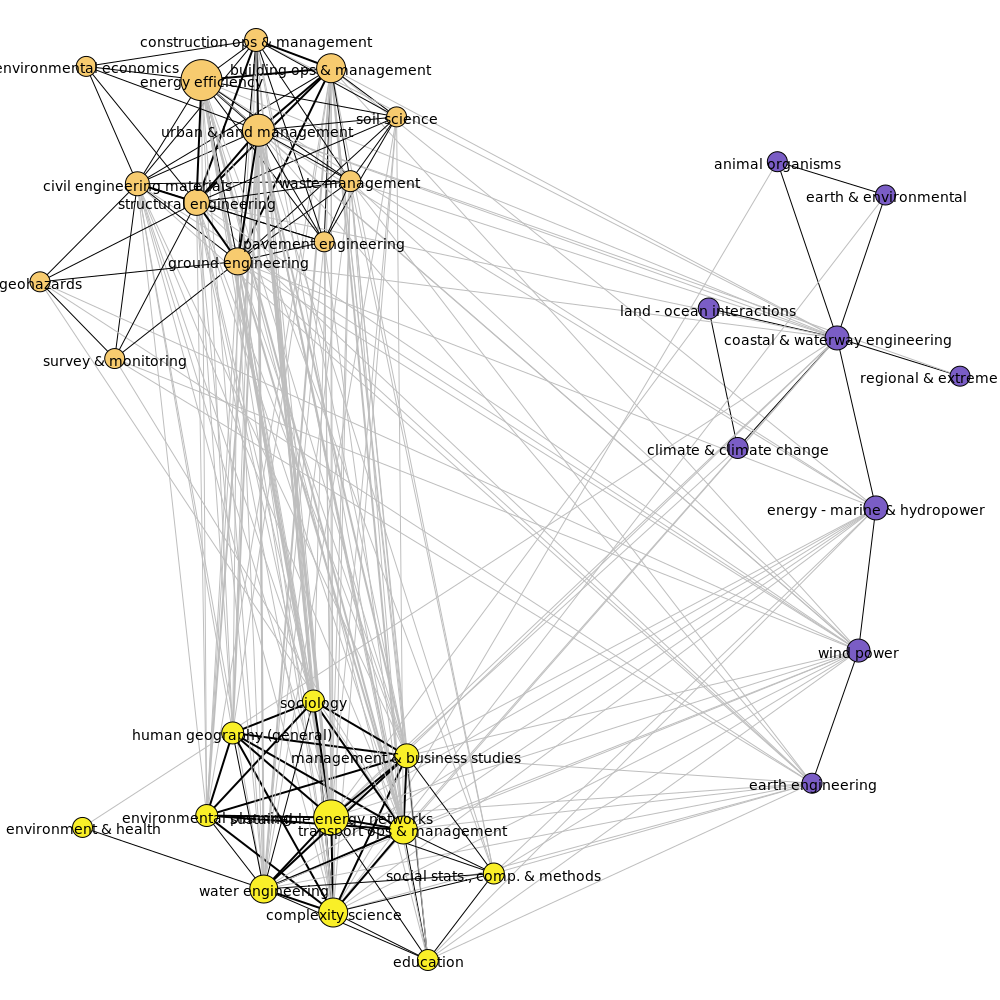 construction ops & management
environmental economics
building ops & management
energy efficiency
soil science
urban & land management
animal organisms
waste management
civil engineering materials
earth & environmental
structural engineering
pavement engineering
ground engineering
geohazards
land - ocean interactions
coastal & waterway engineering
survey & monitoring
regional & extreme
climate & climate change
energy - marine & hydropower
wind power
sociology
human geography (general)
management & business studies
earth engineering
environmental planning
sustainable energy networks
environment & health
transport ops & management
social stats., comp. & methods
water engineering
complexity science
education